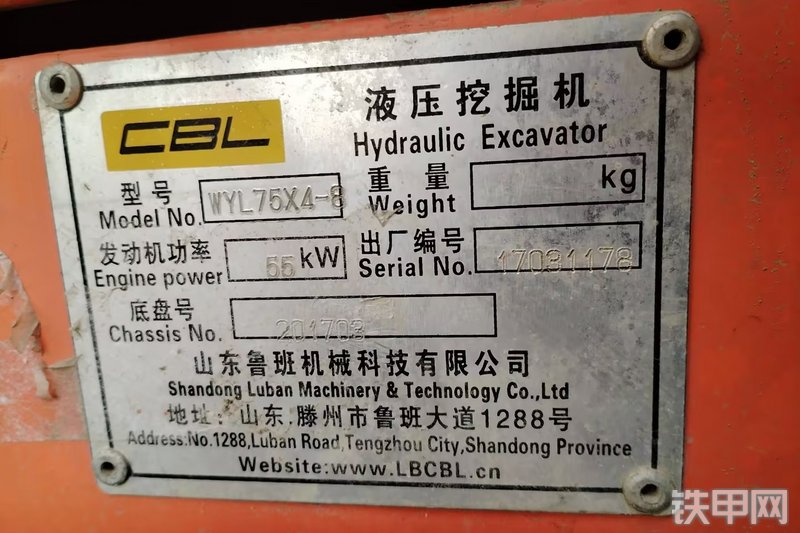 CBL
液压挖掘机
Hydraulic Excavator
型号 WYL75X4-8 重量 kg
Model No. Weight
发动机功率 55 kW 出厂编号 17031178
Engine power Serial No.
底盘号 201703
Chassis No.
山东鲁班机械科技有限公司
Shandong Luban Machinery & Technology Co.,Ltd
地址:山东.滕州市鲁班大道1288号
Address:No.1288,Luban Road,Tengzhou City,Shandong Province
Website:www.LBCBL.cn
铁甲网